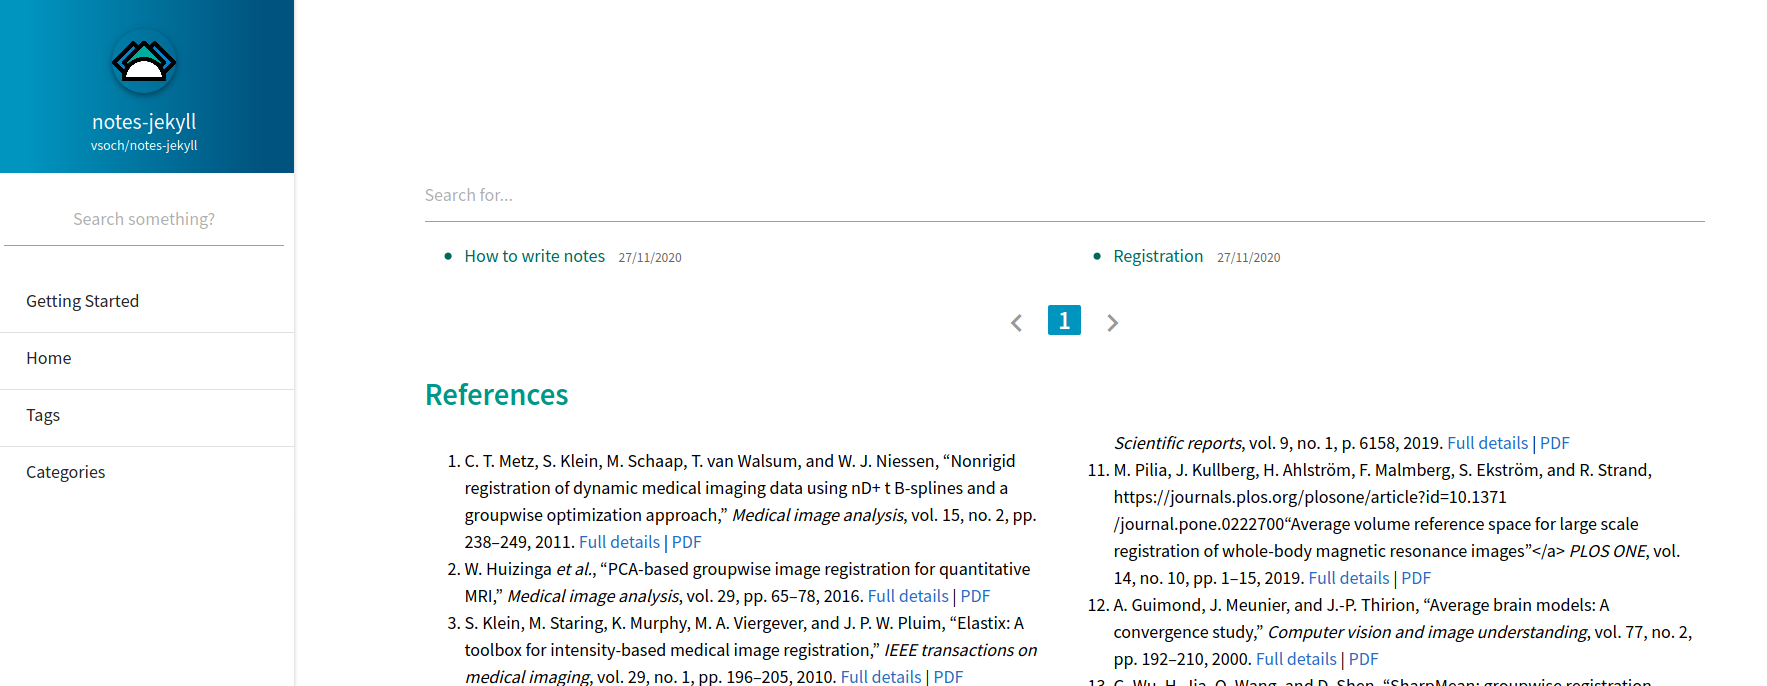 notes-jekyll
vsoch/notes-jekyll
Search something?
Getting Started
Home
Tags
Categories
Search for...
• How to write notes 27/11/2020
• Registration 27/11/2020
1
References
1. C. T. Metz, S. Klein, M. Schaap, T. van Walsum, and W. J. Niessen, “Nonrigid
registration of dynamic medical imaging data using nD+ t B-splines and a
groupwise optimization approach,” Medical image analysis, vol. 15, no. 2, pp.
238–249, 2011. Full details | PDF
2. W. Huizinga et al., “PCA-based groupwise image registration for quantitative
MRI,” Medical image analysis, vol. 29, pp. 65–78, 2016. Full details | PDF
3. S. Klein, M. Staring, K. Murphy, M. A. Viergever, and J. P. W. Pluim, “Elastix: A
toolbox for intensity-based medical image registration,” IEEE transactions on
medical imaging, vol. 29, no. 1, pp. 196–205, 2010. Full details | PDF
Scientific reports, vol. 9, no. 1, p. 6158, 2019. Full details | PDF
11. M. Pilia, J. Kullberg, H. Ahlström, F. Malmberg, S. Ekström, and R. Strand,
https://journals.plos.org/plosone/article?id=10.1371
/journal.pone.0222700“Average volume reference space for large scale
registration of whole-body magnetic resonance images”</a> PLOS ONE, vol.
14, no. 10, pp. 1–15, 2019. Full details | PDF
12. A. Guimond, J. Meunier, and J.-P. Thirion, “Average brain models: A
convergence study,” Computer vision and image understanding, vol. 77, no. 2,
pp. 192–210, 2000. Full details | PDF
13. G. Wu, H. Jia, Q. Wang, and D. Shen, “SharpMean: groupwise registration